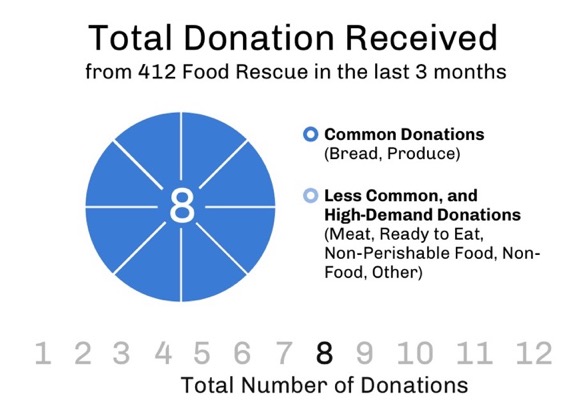 Total Donation Received
from 412 Food Rescue in the last 3 months
8
Common Donations
(Bread, Produce)
Less Common, and
High-Demand Donations
(Meat, Ready to Eat,
Non-Perishable Food, Non-
Food, Other)
1 2 3 4 5 6 7 8 9 10 11 12
Total Number of Donations